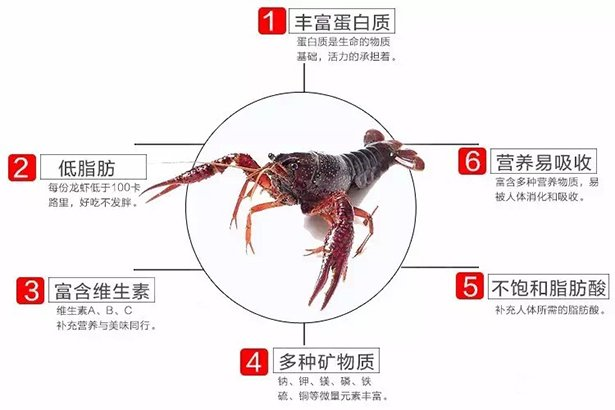 1 丰富蛋白质
蛋白质是生命的物质
基础，活力的承担着。
2 低脂肪
每份龙虾低于100卡
路里，好吃不发胖。
3 富含维生素
维生素A、B、C
补充营养与美味同行。
4 多种矿物质
钠、钾、镁、磷、铁
硫、铜等微量元素丰富。
5 不饱和脂肪酸
补充人体所需的脂肪酸。
6 营养易吸收
富含多种营养物质，易
被人体消化和吸收。